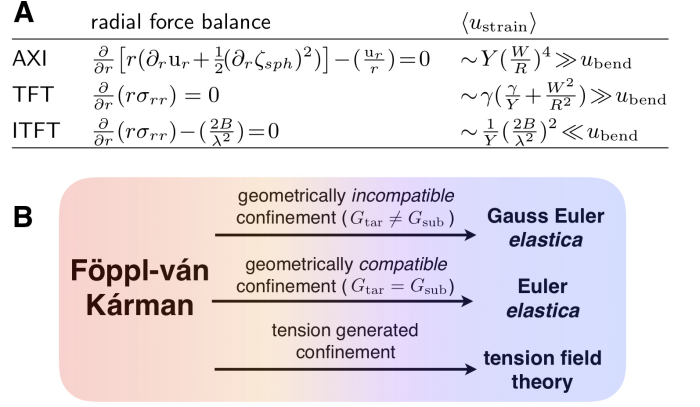 A
radial force balance ⟨u_strain⟩
AXI ∂/∂r [r(∂_r u_r + 1/2(∂_r ζ_sph)²)] − (u_r/r) = 0 ∼ Y(W/R)⁴ ≫ u_bend
TFT ∂/∂r (rσ_rr) = 0 ∼ γ(γ/Y + W²/R²) ≫ u_bend
ITFT ∂/∂r (rσ_rr) − (2B/λ²) = 0 ∼ 1/Y (2B/λ²)² ≪ u_bend
B
Föppl-ván
Kárman
geometrically incompatible
confinement ( G_tar ≠ G_sub )
Gauss Euler
elastica
geometrically compatible
confinement ( G_tar = G_sub)
Euler
elastica
tension generated
confinement
tension field
theory